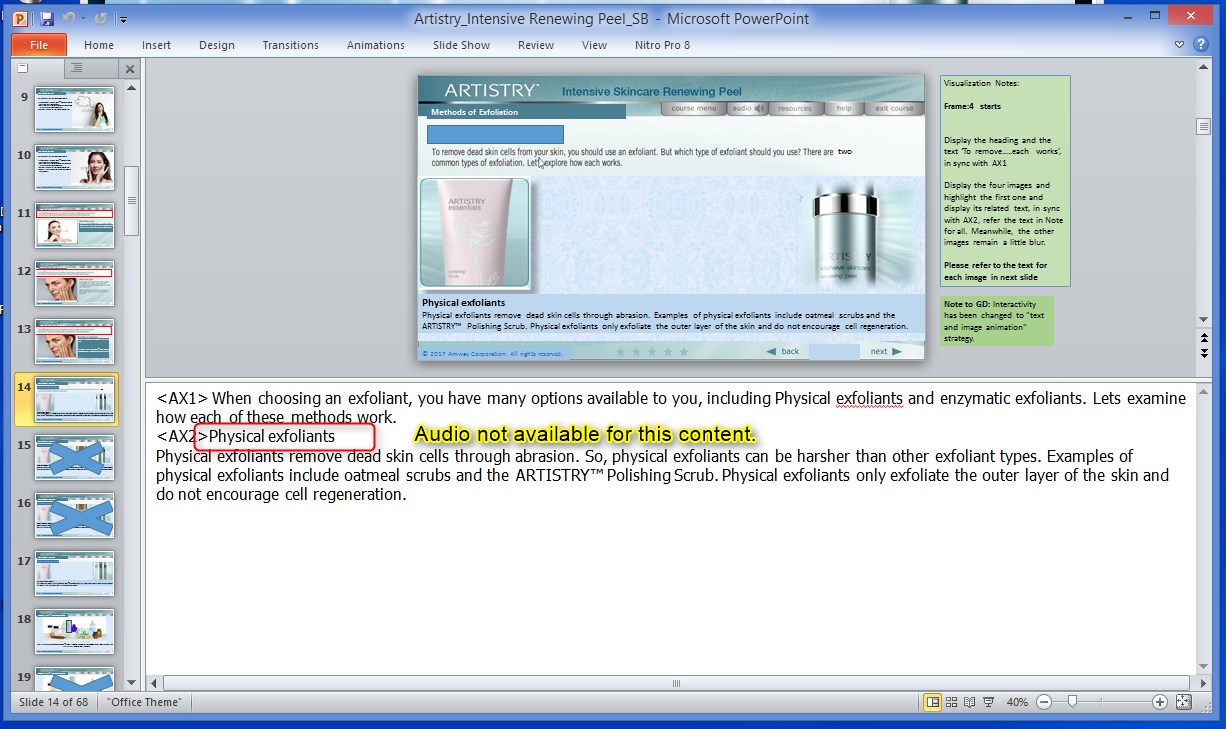 Artistry_Intensive Renewing Peel_SB - Microsoft PowerPoint
File Home Insert Design Transitions Animations Slide Show Review View Nitro Pro 8
9
10
11
12
13
14
15
16
17
18
19
ARTISTRY™ Intensive Skincare Renewing Peel
course menu audio resources help exit course
Methods of Exfoliation
To remove dead skin cells from your skin, you should use an exfoliant. But which type of exfoliant should you use? There are two
common types of exfoliation. Let's explore how each works.
ARTISTRY
essentials
polishing
scrub
ARTISTRY
intensive skincare
renewing peel
Physical exfoliants
Physical exfoliants remove dead skin cells through abrasion. Examples of physical exfoliants include oatmeal scrubs and the
ARTISTRY™ Polishing Scrub. Physical exfoliants only exfoliate the outer layer of the skin and do not encourage cell regeneration.
© 2017 Amway Corporation. All rights reserved.
back next
Visualization Notes:
Frame:4 starts
Display the heading and the
text 'To remove.....each works',
in sync with AX1
Display the four images and
highlight the first one and
display its related text, in sync
with AX2, refer the text in Note
for all. Meanwhile, the other
images remain a little blur.
Please refer to the text for
each image in next slide
Note to GD: Interactivity
has been changed to "text
and image animation"
strategy.
<AX1> When choosing an exfoliant, you have many options available to you, including Physical exfoliants and enzymatic exfoliants. Lets examine
how each of these methods work.
<AX2>Physical exfoliants
Audio not available for this content.
Physical exfoliants remove dead skin cells through abrasion. So, physical exfoliants can be harsher than other exfoliant types. Examples of
physical exfoliants include oatmeal scrubs and the ARTISTRY™ Polishing Scrub. Physical exfoliants only exfoliate the outer layer of the skin and
do not encourage cell regeneration.
Slide 14 of 68 "Office Theme" 40%